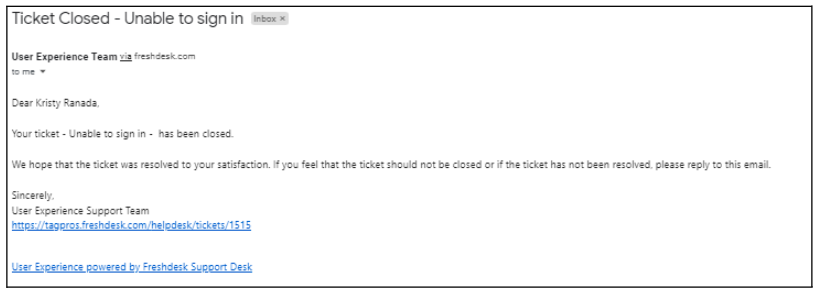 Ticket Closed - Unable to sign in Inbox ×
User Experience Team via freshdesk.com
to me
Dear Kristy Ranada,
Your ticket - Unable to sign in - has been closed.
We hope that the ticket was resolved to your satisfaction. If you feel that the ticket should not be closed or if the ticket has not been resolved, please reply to this email.
Sincerely,
User Experience Support Team
https://tagpros.freshdesk.com/helpdesk/tickets/1515
User Experience powered by Freshdesk Support Desk